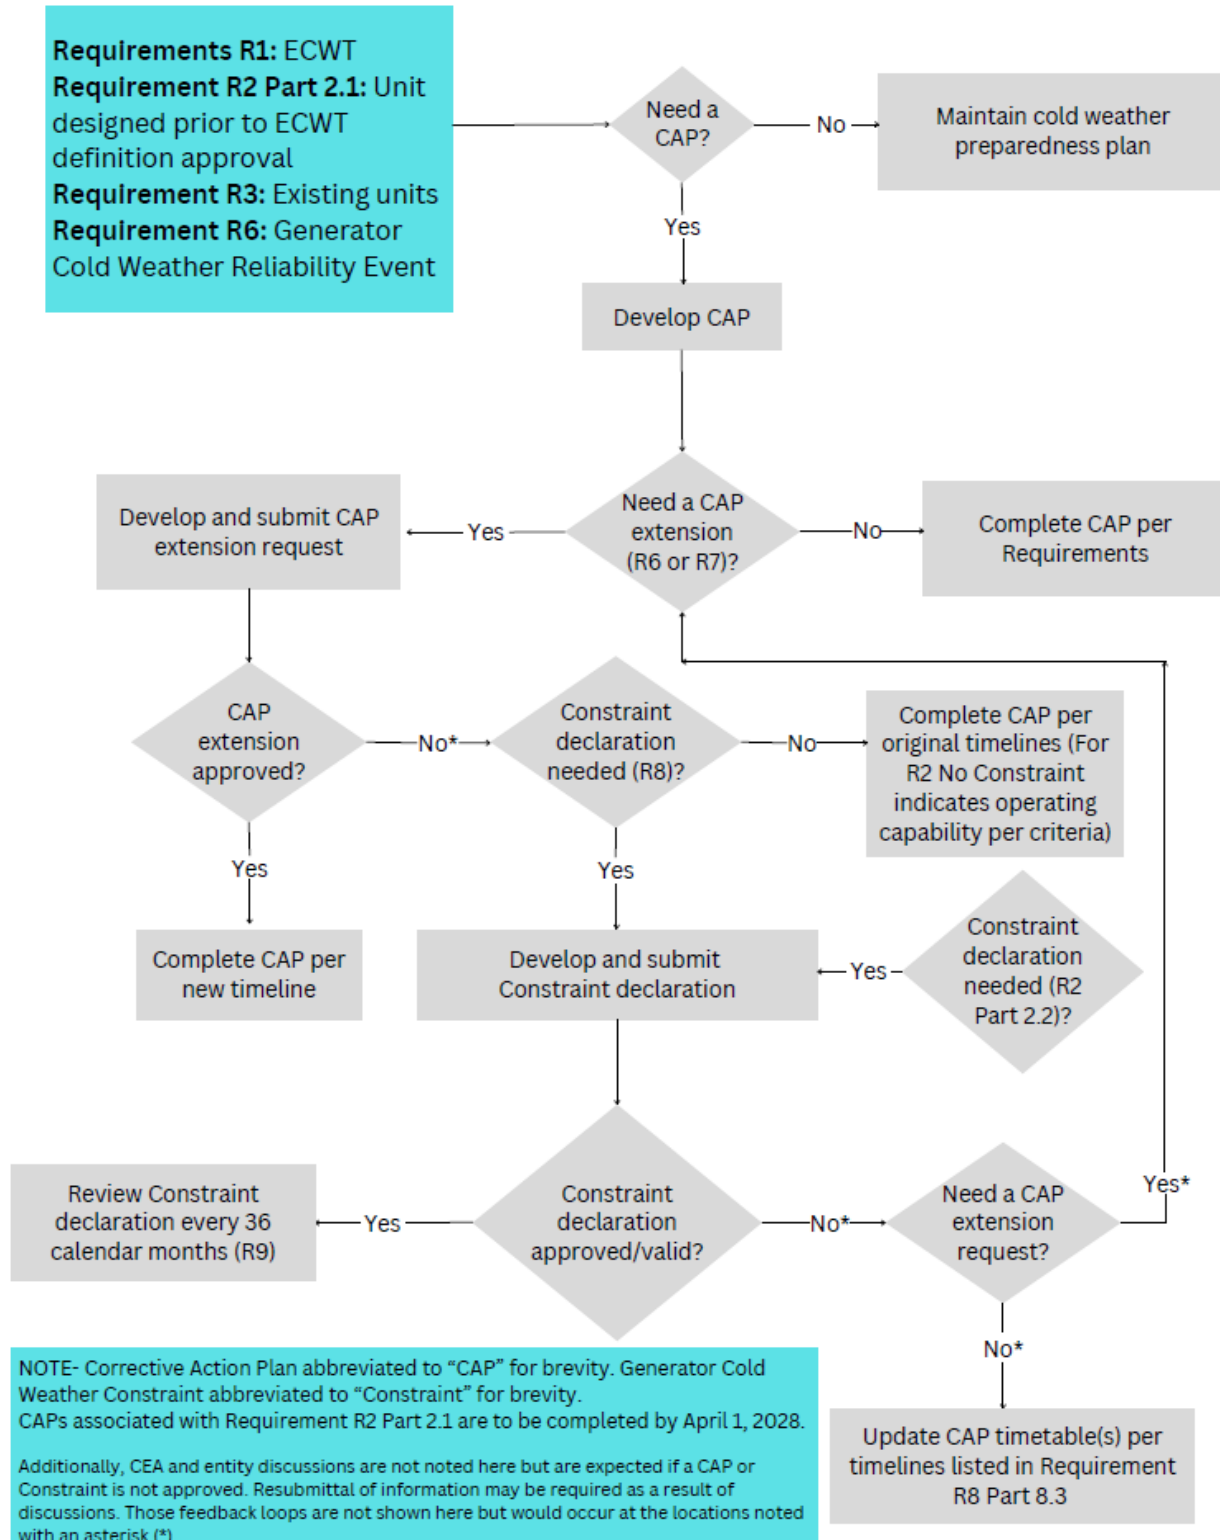 Requirements R1: ECWT
Requirement R2 Part 2.1: Unit
designed prior to ECWT
definition approval
Requirement R3: Existing units
Requirement R6: Generator
Cold Weather Reliability Event
Need a
CAP?
No
Maintain cold weather
preparedness plan
Yes
Develop CAP
Need a CAP
extension
(R6 or R7)?
Yes
Develop and submit CAP
extension request
No
Complete CAP per
Requirements
CAP
extension
approved?
No*
Constraint
declaration
needed (R8)?
No
Complete CAP per
original timelines (For
R2 No Constraint
indicates operating
capability per criteria)
Yes
Yes
Complete CAP per
new timeline
Develop and submit
Constraint declaration
Yes
Constraint
declaration
needed (R2
Part 2.2)?
Review Constraint
declaration every 36
calendar months (R9)
Yes
Constraint
declaration
approved/valid?
No*
Need a CAP
extension
request?
Yes*
No*
Update CAP timetable(s) per
timelines listed in Requirement
R8 Part 8.3
NOTE- Corrective Action Plan abbreviated to “CAP” for brevity. Generator Cold
Weather Constraint abbreviated to “Constraint” for brevity.
CAPs associated with Requirement R2 Part 2.1 are to be completed by April 1, 2028.
Additionally, CEA and entity discussions are not noted here but are expected if a CAP or
Constraint is not approved. Resubmittal of information may be required as a result of
discussions. Those feedback loops are not shown here but would occur at the locations noted
with an asterisk (*)